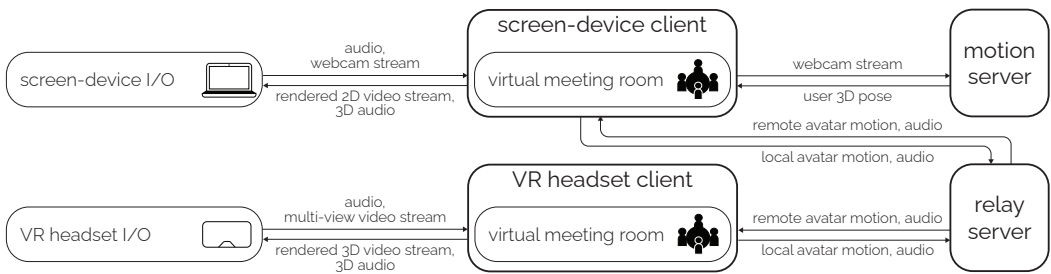 screen-device client
audio,
webcam stream
screen-device I/O
virtual meeting room
rendered 2D video stream,
3D audio
webcam stream
user 3D pose
motion
server
remote avatar motion, audio
local avatar motion, audio
VR headset client
audio,
multi-view video stream
VR headset I/O
virtual meeting room
rendered 3D video stream,
3D audio
remote avatar motion, audio
local avatar motion, audio
relay
server